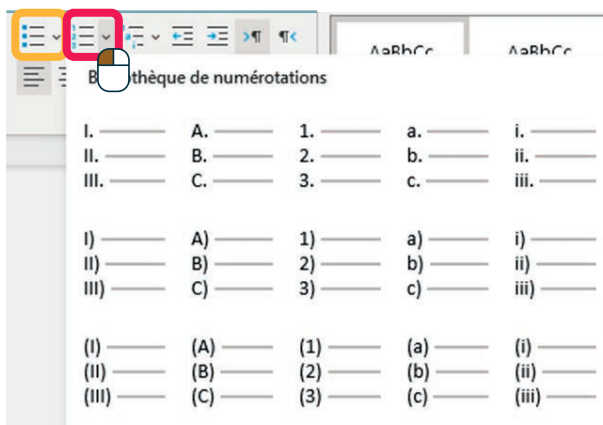 AaBbCc AaBbCc
thèque de numérotations
I. A. 1. a. i.
II. B. 2. b. ii.
III. C. 3. c. iii.
I) A) 1) a) i)
II) B) 2) b) ii)
III) C) 3) c) iii)
(I) (A) (1) (a) (i)
(II) (B) (2) (b) (ii)
(III) (C) (3) (c) (iii)